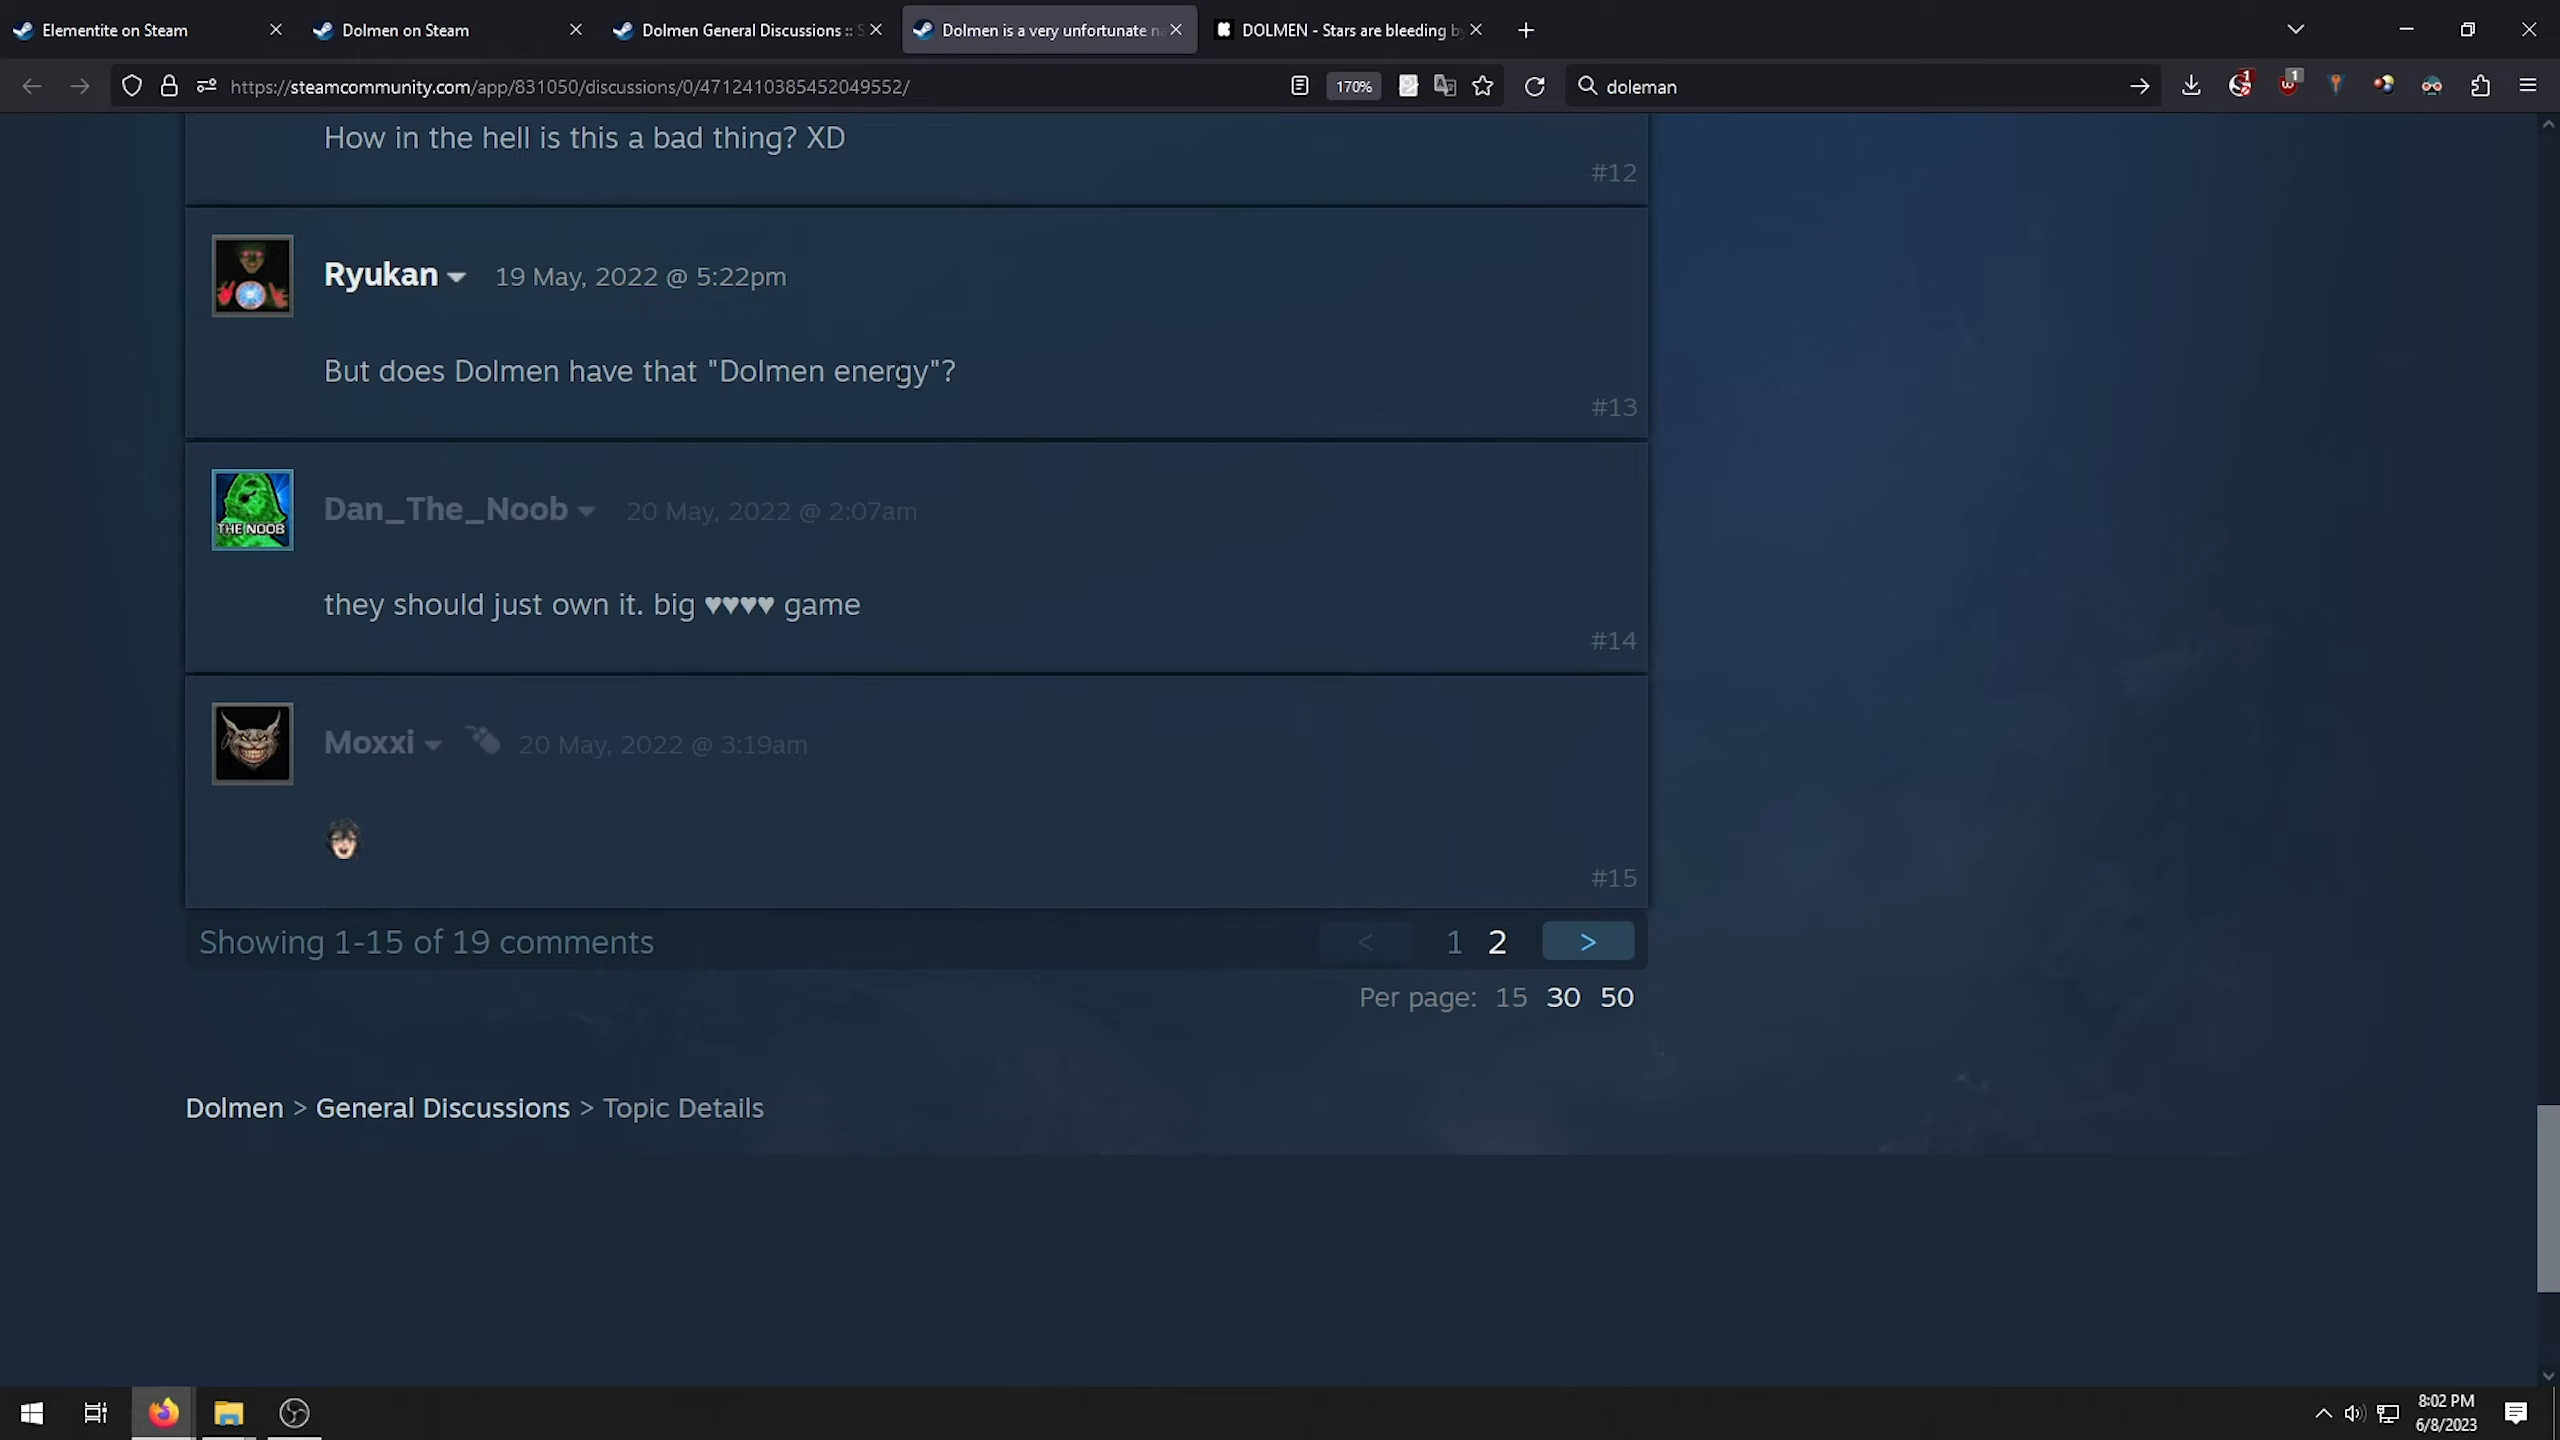 Elementite on Steam
Dolmen on Steam
Dolmen General Discussions :: S
Dolmen is a very unfortunate n
DOLMEN - Stars are bleeding by
https://steamcommunity.com/app/831050/discussions/0/4712410385452049552/
170%
doleman
1
1
How in the hell is this a bad thing? XD
#12
Ryukan 19 May, 2022 @ 5:22pm
But does Dolmen have that "Dolmen energy"?
#13
THE NOOB
Dan_The_Noob 20 May, 2022 @ 2:07am
they should just own it. big ♥♥♥♥ game
#14
Moxxi 20 May, 2022 @ 3:19am
#15
Showing 1-15 of 19 comments
< 1 2 >
Per page: 15 30 50
Dolmen > General Discussions > Topic Details
8:02 PM
6/8/2023